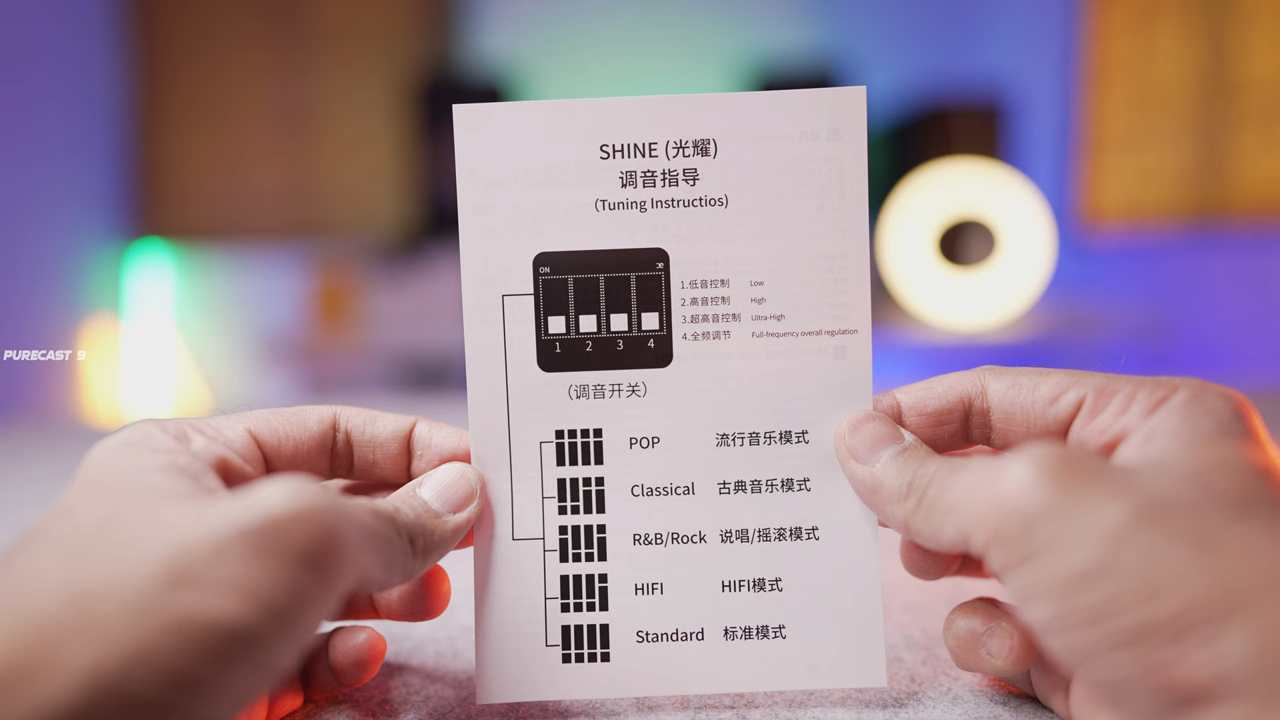 SHINE (光耀)
调音指导
(Tuning Instructios)
ON
1 2 3 4
1.低音控制 Low
2.高音控制 High
3.超高音控制 Ultra-High
4.全频调节 Full-frequency overall regulation
(调音开关)
POP 流行音乐模式
Classical 古典音乐模式
R&B/Rock 说唱/摇滚模式
HIFI HIFI模式
Standard 标准模式
PURECAST 9